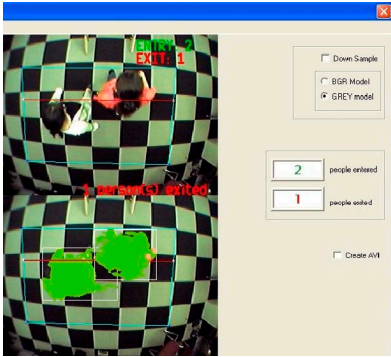 ENTRY: 2
EXIT: 1
Down Sample
BGR Model
GREY model
2 people entered
1 people exited
1 person(s) exited
Create AVI